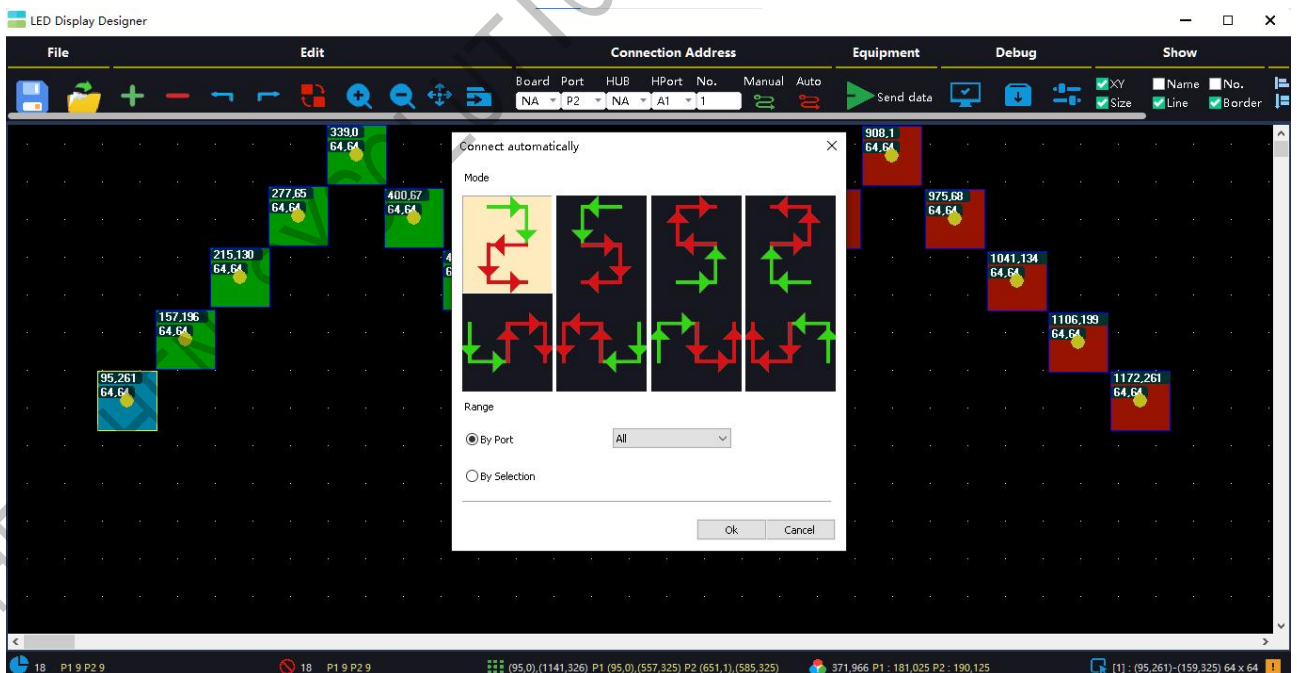 LED Display Designer
File Edit Connection Address Equipment Debug Show
Board Port HUB HPort No. Manual Auto
NA P2 NA A1 1
Send data
XY Name No.
Size Line Border
339,0
64,64
277,65
64,64
400,67
64,64
215,130
64,64
157,196
64,64
95,261
64,64
908,1
64,64
975,68
64,64
1041,134
64,64
1106,199
64,64
1172,261
64,64
Connect automatically
Mode
Range
By Port All
By Selection
Ok Cancel
18 P1 9 P2 9 18 P1 9 P2 9 (95,0),(1141,326) P1 (95,0),(557,325) P2 (651,1),(585,325) 371,966 P1 : 181,025 P2 : 190,125 [1] : (95,261)-(159,325) 64 x 64